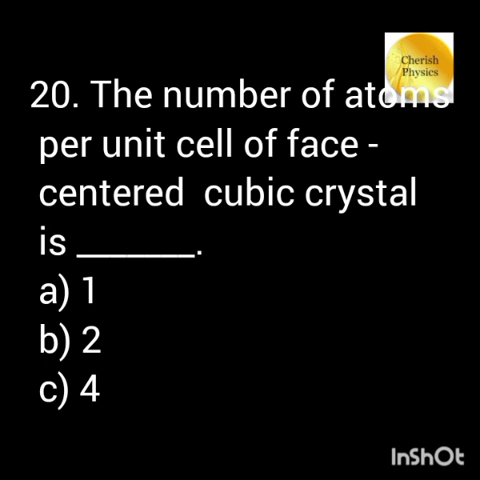 Cherish
Physics
20. The number of atoms
per unit cell of face -
centered cubic crystal
is ______.
a) 1
b) 2
c) 4
InShOt